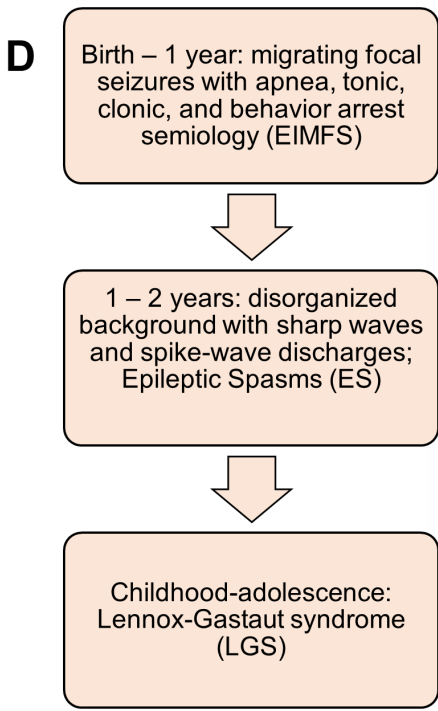 D
Birth – 1 year: migrating focal
seizures with apnea, tonic,
clonic, and behavior arrest
semiology (EIMFS)
1 – 2 years: disorganized
background with sharp waves
and spike-wave discharges;
Epileptic Spasms (ES)
Childhood-adolescence:
Lennox-Gastaut syndrome
(LGS)